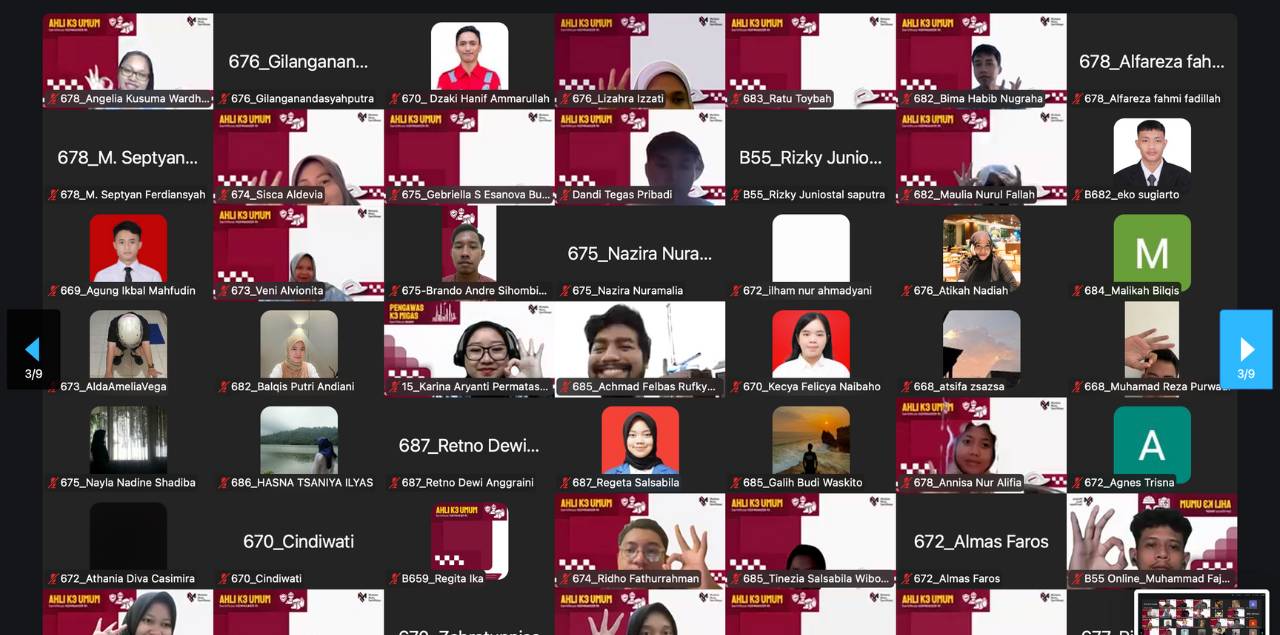 AHLI K3 UMUM
678_Angelia Kusuma Wardh...
676_Gilanganan...
676_Gilanganandasyahputra
670_ Dzaki Hanif Ammarullah
AHLI K3 UMUM
676_Lizahra Izzati
AHLI K3 UMUM
683_Ratu Toybah
AHLI K3 UMUM
682_Bima Habib Nugraha
678_Alfareza fah...
678_Alfareza fahmi fadillah
678_M. Septyan...
678_M. Septyan Ferdiansyah
AHLI K3 UMUM
674_Sisca Aldevia
AHLI K3 UMUM
675_Gebriella S Esanova Bu...
AHLI K3 UMUM
Dandi Tegas Pribadi
B55_Rizky Junio...
B55_Rizky Juniostal saputra
AHLI K3 UMUM
682_Maulia Nurul Fallah
B682_eko sugiarto
669_Agung Ikbal Mahfudin
AHLI K3 UMUM
673_Veni Alvionita
675-Brando Andre Sihombi...
675_Nazira Nura...
675_Nazira Nuramalia
672_ilham nur ahmadyani
676_Atikah Nadiah
M
684_Malikah Bilqis
3/9
673_AldaAmeliaVega
682_Balqis Putri Andiani
PENGAWAS
K3 MIGAS
15_Karina Aryanti Permatas...
685_Achmad Felbas Rufky...
670_Kecya Felicya Naibaho
668_atsifa zsazsa
668_Muhamad Reza Purwa...
3/9
675_Nayla Nadine Shadiba
686_HASNA TSANIYA ILYAS
687_Retno Dewi...
687_Retno Dewi Anggraini
687_Regeta Salsabila
685_Galih Budi Waskito
AHLI K3 UMUM
678_Annisa Nur Alifia
A
672_Agnes Trisna
672_Athania Diva Casimira
670_Cindiwati
670_Cindiwati
AHLI K3 UMUM
B659_Regita Ika
AHLI K3 UMUM
674_Ridho Fathurrahman
AHLI K3 UMUM
685_Tinezia Salsabila Wibo...
672_Almas Faros
672_Almas Faros
AHLI K3 UMUM
B55 Online_Muhammad Faj...
AHLI K3 UMUM
AHLI K3 UMUM
AHLI K3 UMUM
AHLI K3 UMUM